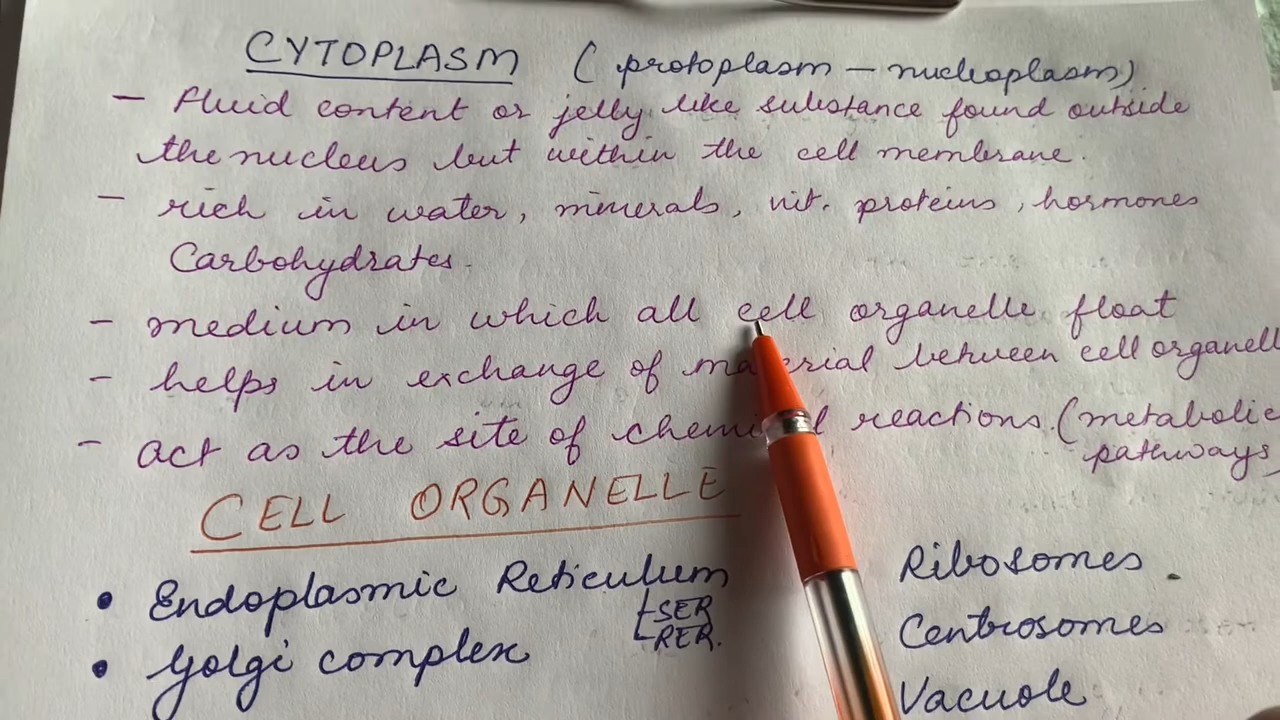 CYTOPLASM (protoplasm – nucleoplasm)
– fluid content or jelly like substance found outside
the nucleus but within the cell membrane.
– rich in water, minerals, vit. proteins, hormones
Carbohydrates.
– medium in which all cell organelle float
– helps in exchange of material between cell organell
– act as the site of chemical reactions. (metabolic
pathways)
CELL ORGANELLE
• Endoplasmic Reticulum
SER
RER.
• Golgi complex
Ribosomes
Centrosomes
Vacuole